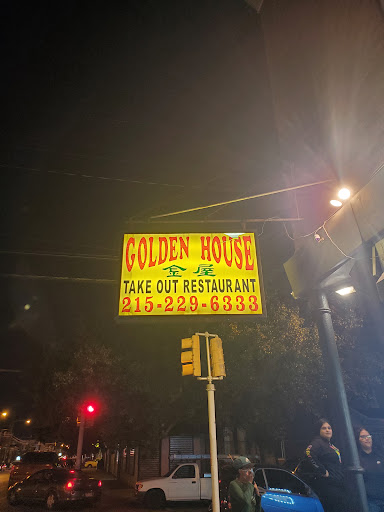 GOLDEN HOUSE
金屋
TAKE OUT RESTAURANT
215-229-6333